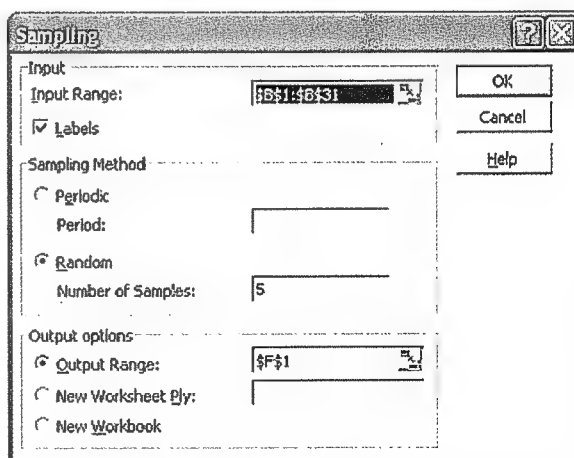 Sampling
Input
Input Range: $B$1:$B$31
Labels
OK
Cancel
Help
Sampling Method
Periodic
Period:
Random
Number of Samples: 5
Output options
Output Range: $F$1
New Worksheet Ply:
New Workbook